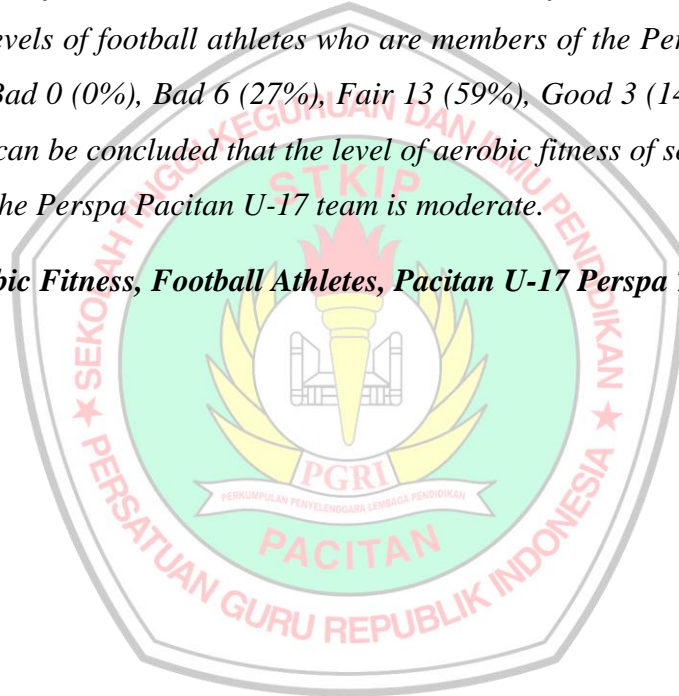 evels of football athletes who are members of the Per
Bad 0 (0%), Bad 6 (27%), Fair 13 (59%), Good 3 (14
can be concluded that the level of aerobic fitness of s
he Perspa Pacitan U-17 team is moderate.
bic Fitness, Football Athletes, Pacitan U-17 Perspa
SEKOLAH TINGGI KEGURUAN DAN ILMU PENDIDIKAN
STKIP
PGRI
PERKUMPULAN PENYELENGGARA LEMBAGA PENDIDIKAN
PACITAN
★ PERSATUAN GURU REPUBLIK INDONESIA ★